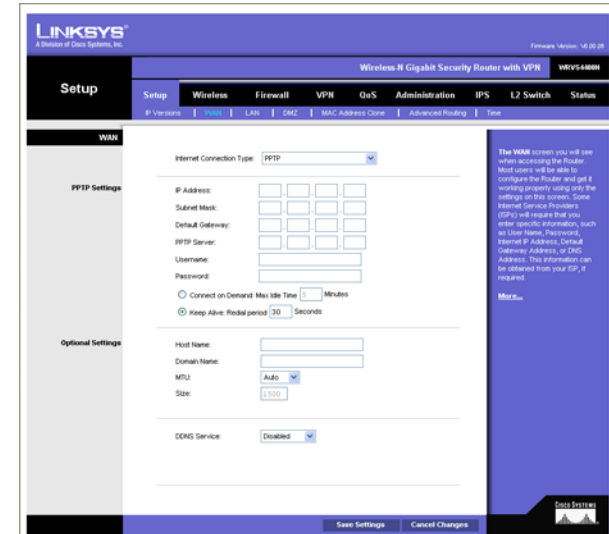 LINKSYS®
A Division of Cisco Systems, Inc.
Firmware Version: V0.00.05
Wireless-N Gigabit Security Router with VPN WRVS4400N
Setup
Setup Wireless Firewall VPN QoS Administration IPS L2 Switch Status
IP Versions | WAN | LAN | DMZ | MAC Address Clone | Advanced Routing | Time
WAN
Internet Connection Type: PPTP
PPTP Settings
IP Address:
Subnet Mask:
Default Gateway:
PPTP Server:
Username:
Password:
Connect on Demand: Max Idle Time 5 Minutes
Keep Alive: Redial period 30 Seconds
Optional Settings
Host Name:
Domain Name:
MTU: Auto
Size: 1500
DDNS Service: Disabled
The WAN screen you will see
when accessing the Router.
Most users will be able to
configure the Router and get it
working properly using only the
settings on this screen. Some
Internet Service Providers
(ISPs) will require that you
enter specific information, such
as User Name, Password,
Internet IP Address, Default
Gateway Address, or DNS
Address. This information can
be obtained from your ISP, if
required.
More...
Save Settings Cancel Changes
CISCO SYSTEMS